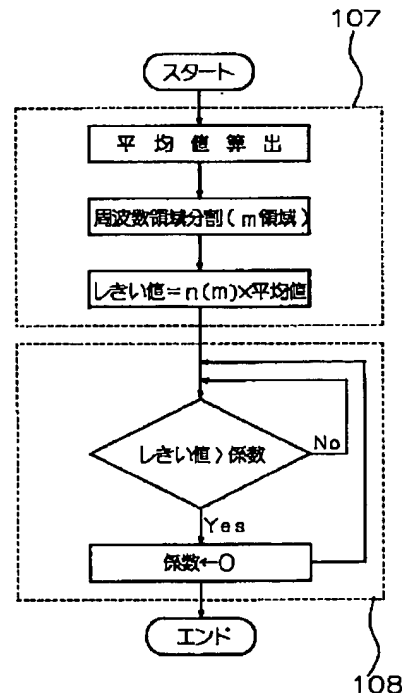 107
スタート
平均値算出
周波数領域分割(m領域)
しきい値=n(m)×平均値
しきい値>係数
No
Yes
係数←0
エンド
108